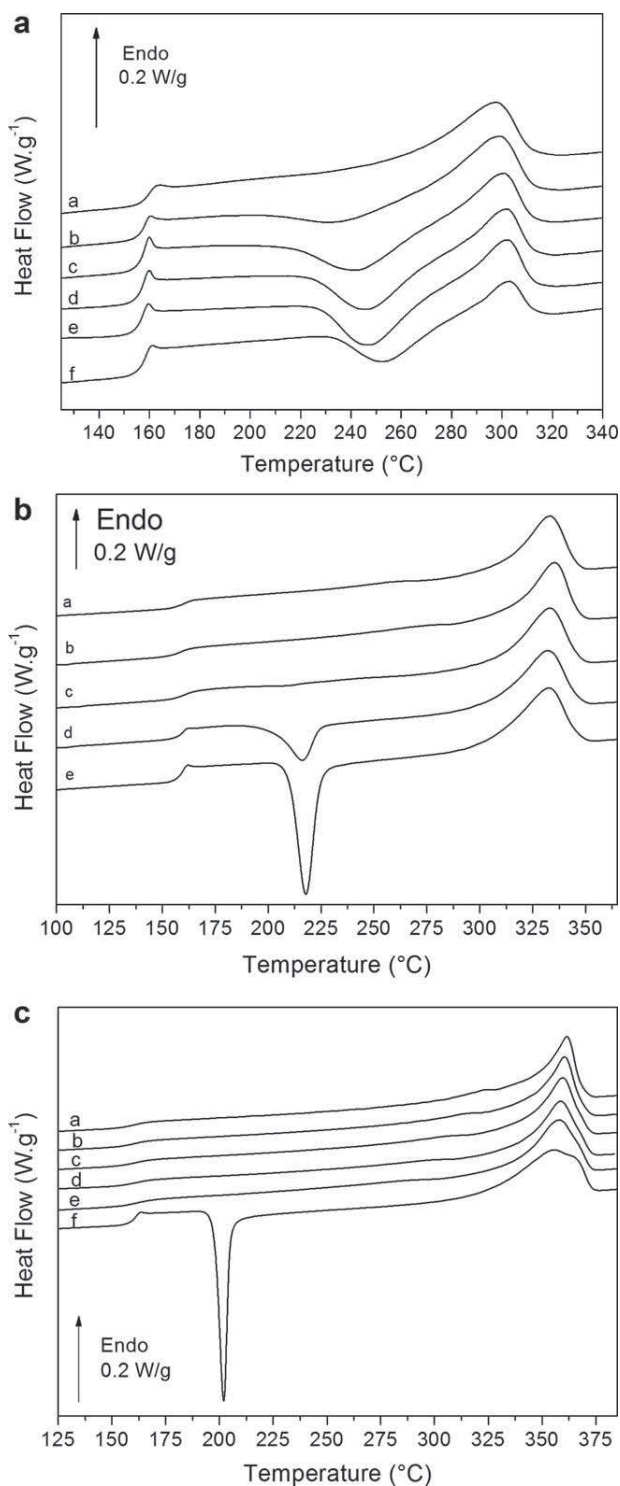 a
Endo
0.2 W/g
Heat Flow (W.g-1)
a
b
c
d
e
f
140 160 180 200 220 240 260 280 300 320 340
Temperature (°C)
b
Endo
0.2 W/g
Heat Flow (W.g-1)
a
b
c
d
e
100 125 150 175 200 225 250 275 300 325 350
Temperature (°C)
c
Heat Flow (W.g-1)
a
b
c
d
e
f
Endo
0.2 W/g
125 150 175 200 225 250 275 300 325 350 375
Temperature (°C)